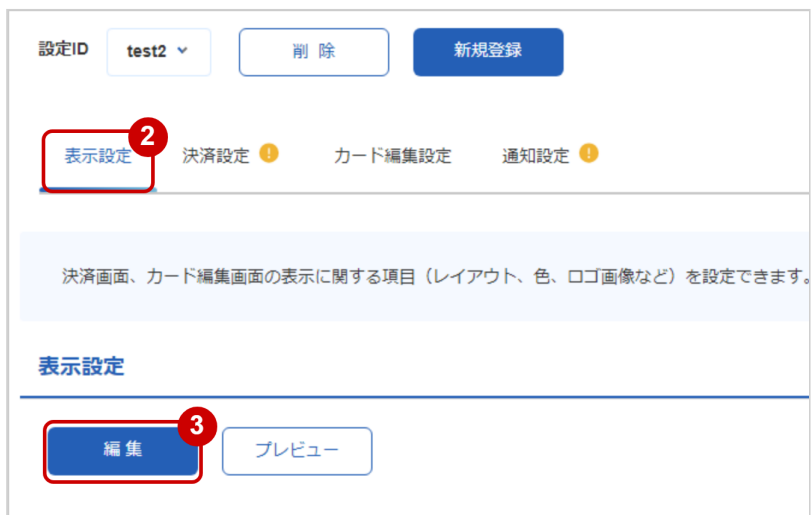 設定ID test2 削 除 新規登録
2
表示設定 決済設定 ! カード編集設定 通知設定 !
決済画面、カード編集画面の表示に関する項目（レイアウト、色、ロゴ画像など）を設定できます。
表示設定
3
編 集 プレビュー